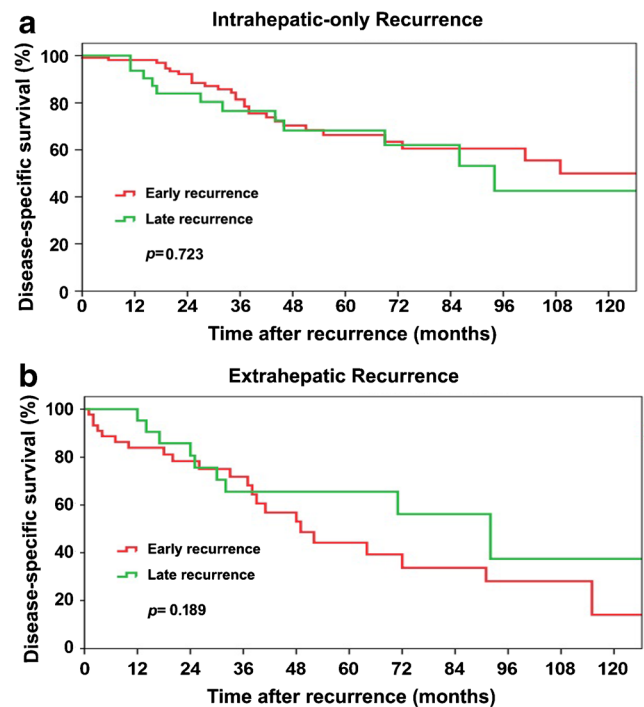 a
Intrahepatic-only Recurrence
Disease-specific survival (%)
100
80
60
40
20
0
Early recurrence
Late recurrence
p=0.723
0 12 24 36 48 60 72 84 96 108 120
Time after recurrence (months)
b
Extrahepatic Recurrence
Disease-specific survival (%)
100
80
60
40
20
0
Early recurrence
Late recurrence
p= 0.189
0 12 24 36 48 60 72 84 96 108 120
Time after recurrence (months)